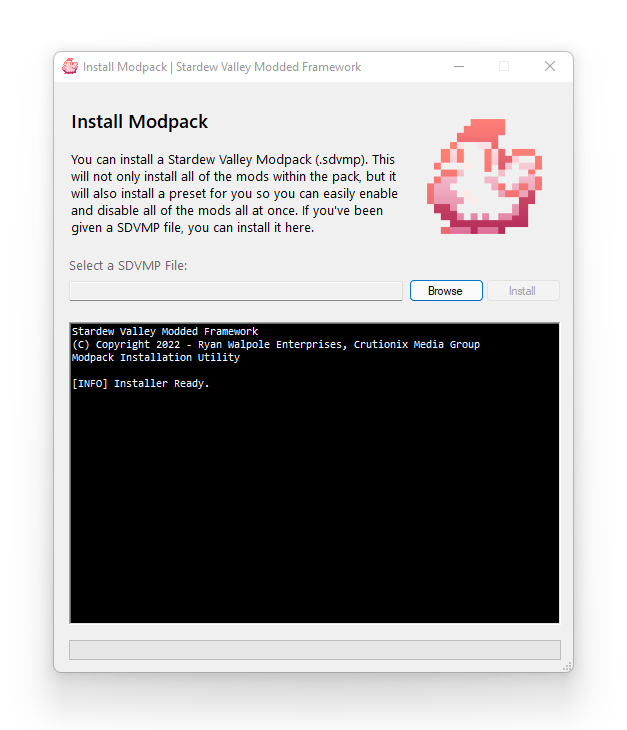 Install Modpack | Stardew Valley Modded Framework
Install Modpack
You can install a Stardew Valley Modpack (.sdvmp). This
will not only install all of the mods within the pack, but it
will also install a preset for you so you can easily enable
and disable all of the mods all at once. If you've been
given a SDVMP file, you can install it here.
Select a SDVMP File:
Browse
Install
Stardew Valley Modded Framework
(C) Copyright 2022 - Ryan Walpole Enterprises, Crutionix Media Group
Modpack Installation Utility
[INFO] Installer Ready.